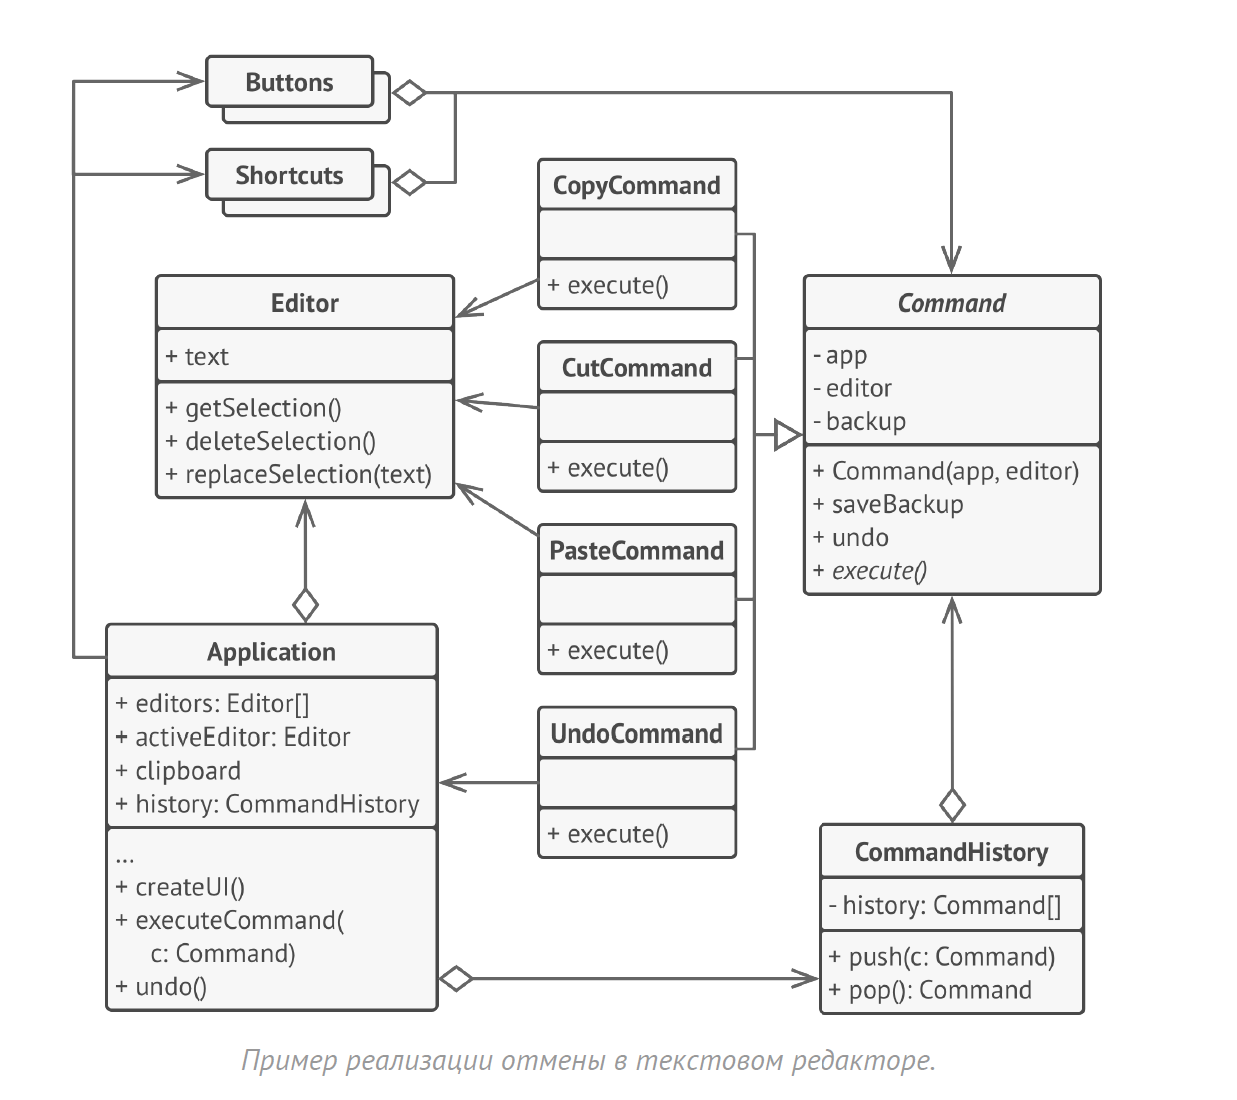 Buttons
Shortcuts
CopyCommand
+ execute()
Editor
+ text
+ getSelection()
+ deleteSelection()
+ replaceSelection(text)
CutCommand
+ execute()
Command
- app
- editor
- backup
+ Command(app, editor)
+ saveBackup
+ undo
+ execute()
PasteCommand
+ execute()
Application
+ editors: Editor[]
+ activeEditor: Editor
+ clipboard
+ history: CommandHistory
...
+ createUI()
+ executeCommand(
c: Command)
+ undo()
UndoCommand
+ execute()
CommandHistory
- history: Command[]
+ push(c: Command)
+ pop(): Command
Пример реализации отмены в текстовом редакторе.